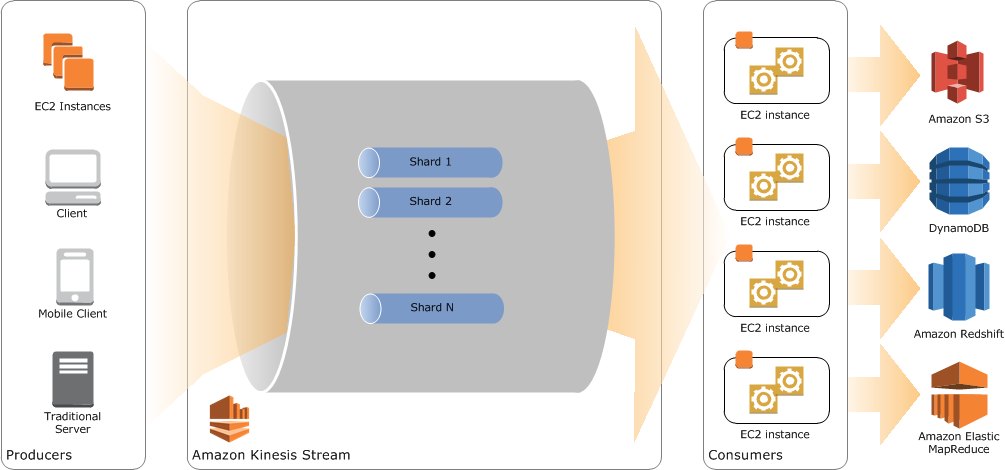 EC2 Instances
Client
Mobile Client
Traditional
Server
Producers
Shard 1
Shard 2
Shard N
Amazon Kinesis Stream
EC2 instance
EC2 instance
EC2 instance
EC2 instance
Consumers
Amazon S3
DynamoDB
Amazon Redshift
Amazon Elastic
MapReduce